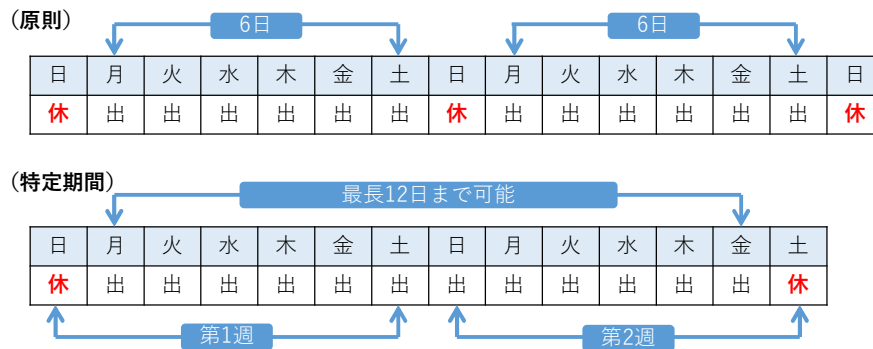 （原則）
6日 6日
日 月 火 水 木 金 土 日 月 火 水 木 金 土 日
休 出 出 出 出 出 出 休 出 出 出 出 出 出 休
（特定期間）
最長12日まで可能
日 月 火 水 木 金 土 日 月 火 水 木 金 土
休 出 出 出 出 出 出 出 出 出 出 出 出 休
第1週 第2週